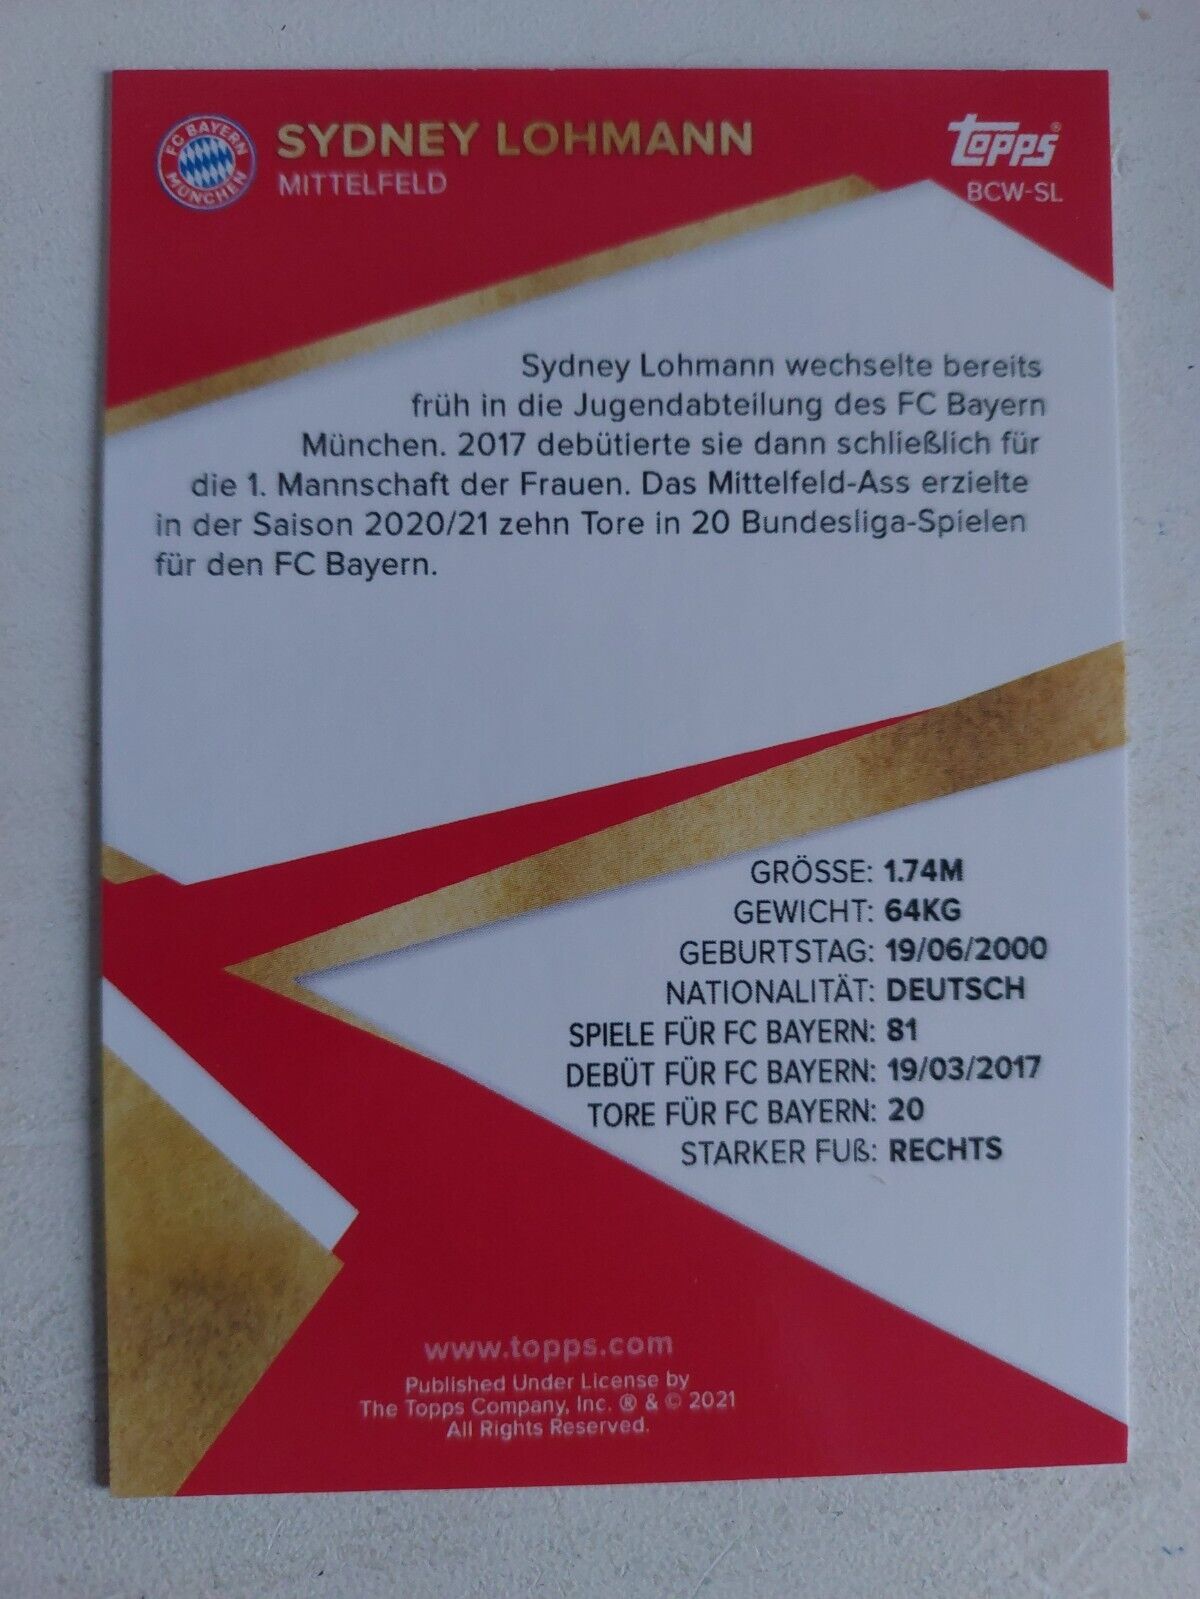 FC BAYERN
MÜNCHEN
SYDNEY LOHMANN
MITTELFELD
Topps®
BCW-SL
Sydney Lohmann wechselte bereits
früh in die Jugendabteilung des FC Bayern
München. 2017 debütierte sie dann schließlich für
die 1. Mannschaft der Frauen. Das Mittelfeld-Ass erzielte
in der Saison 2020/21 zehn Tore in 20 Bundesliga-Spielen
für den FC Bayern.
GRÖSSE: 1.74M
GEWICHT: 64KG
GEBURTSTAG: 19/06/2000
NATIONALITÄT: DEUTSCH
SPIELE FÜR FC BAYERN: 81
DEBÜT FÜR FC BAYERN: 19/03/2017
TORE FÜR FC BAYERN: 20
STARKER FUß: RECHTS
www.topps.com
Published Under License by
The Topps Company, Inc. ® & © 2021
All Rights Reserved.